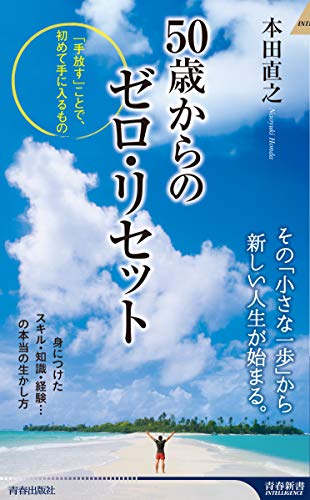 本田直之
Naoyuki Honda
50歳からの
ゼロ・リセット
「手放す」ことで、
初めて手に入るもの
その「小さな一歩」から
新しい人生が始まる。
身につけた
スキル・知識・経験…
の本当の生かし方
青春出版社
青春新書
INTELLIGENCE